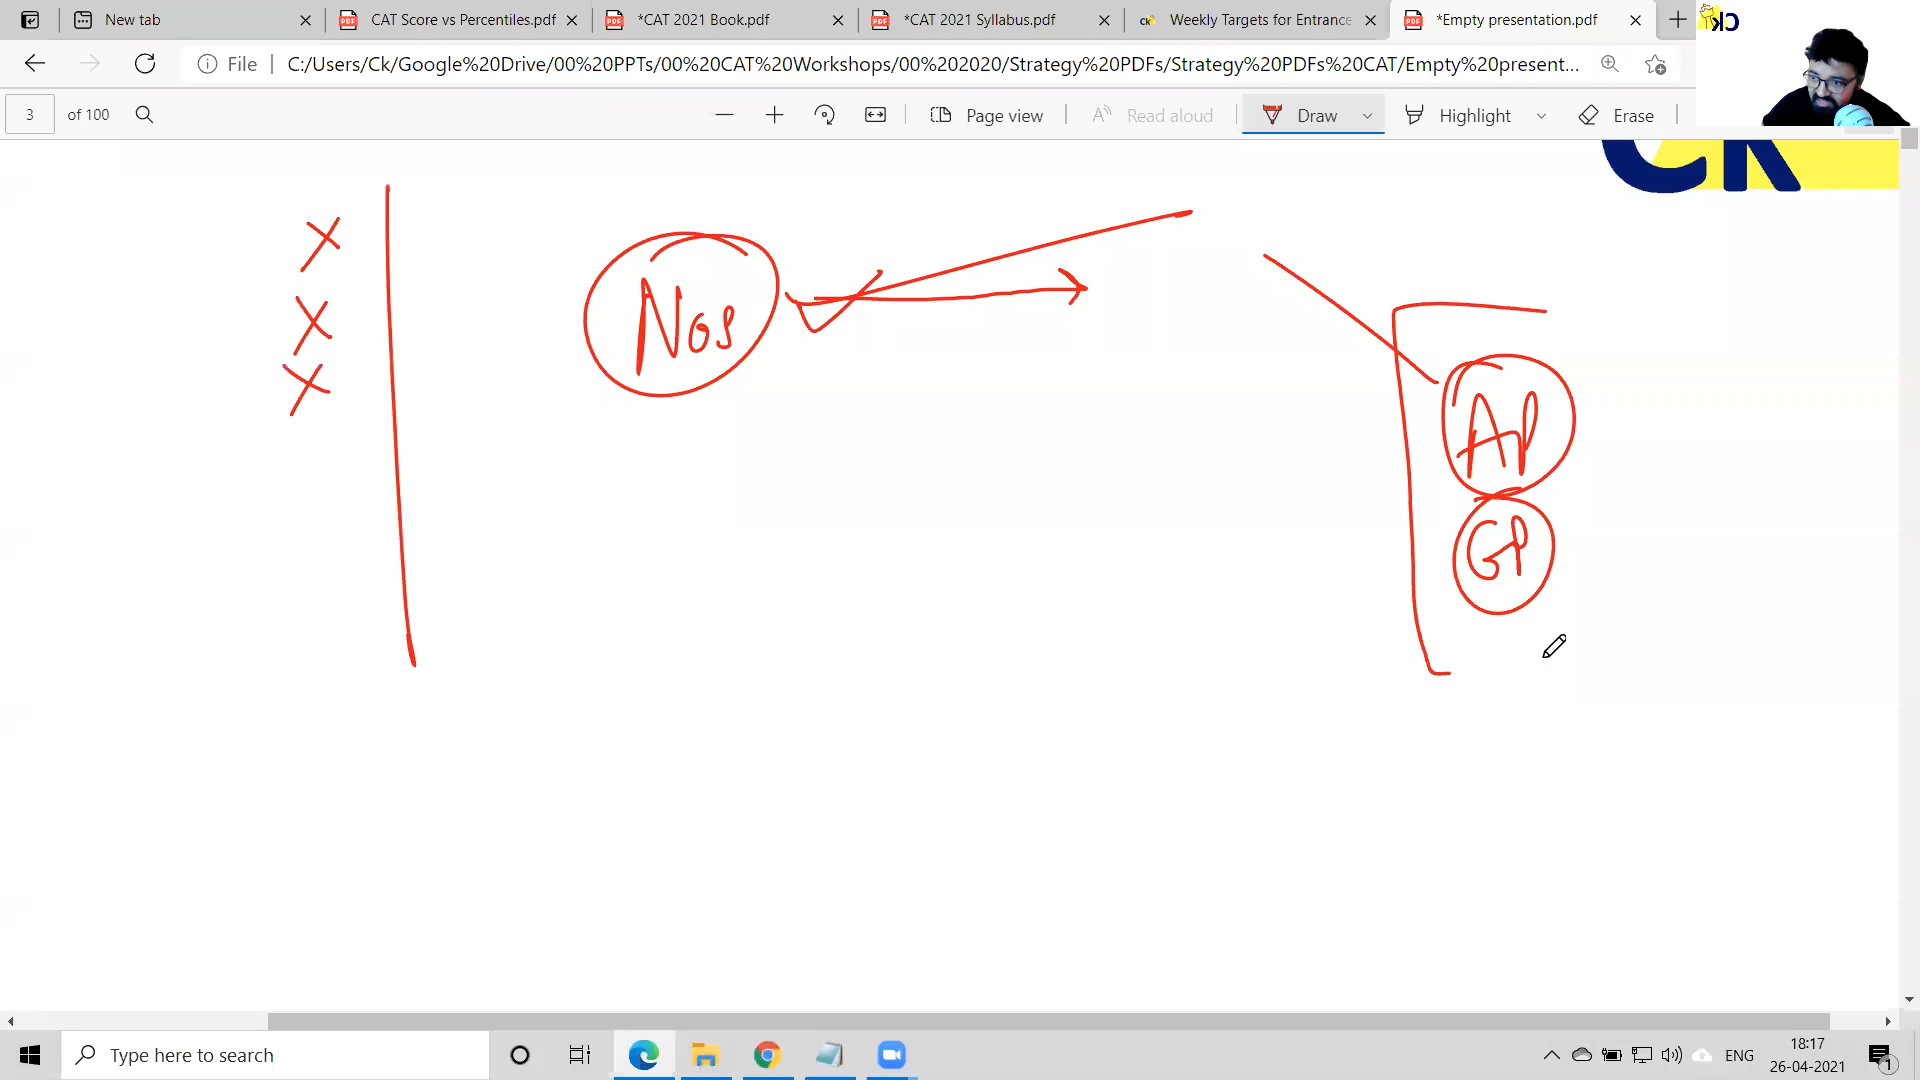 New tab
CAT Score vs Percentiles.pdf
*CAT 2021 Book.pdf
*CAT 2021 Syllabus.pdf
Weekly Targets for Entrance
*Empty presentation.pdf
File
C:/Users/Ck/Google%20Drive/00%20PPTs/00%20CAT%20Workshops/00%202020/Strategy%20PDFs/Strategy%20PDFs%20CAT/Empty%20present...
3 of 100
Page view
Read aloud
Draw
Highlight
Erase
CK
X
X
X
Nos
AP
GP
Type here to search
ENG
18:17
26-04-2021
1